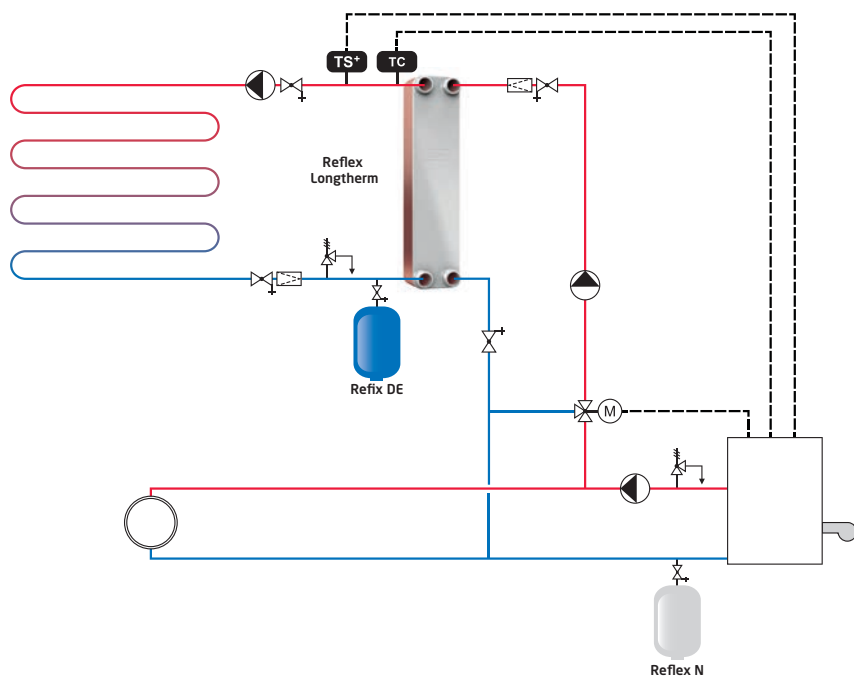 TS+
TC
Reflex
Longtherm
Refix DE
M
Reflex N